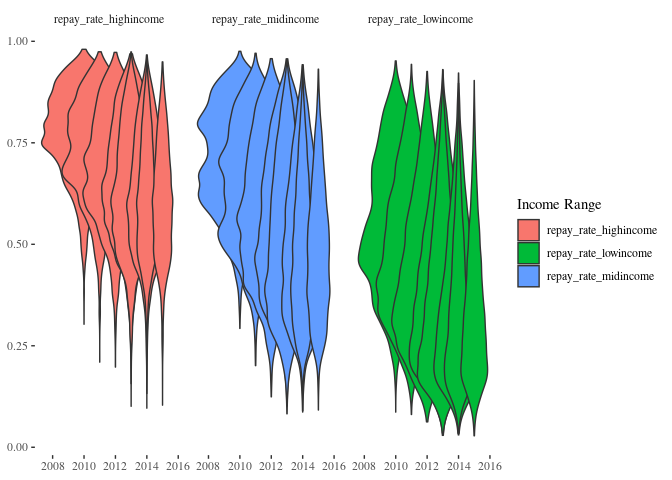 repay_rate_highincome repay_rate_midincome repay_rate_lowincome
1.00
0.75
0.50
0.25
0.00
2008 2010 2012 2014 2016 2008 2010 2012 2014 2016 2008 2010 2012 2014 2016
Income Range
repay_rate_highincome
repay_rate_lowincome
repay_rate_midincome